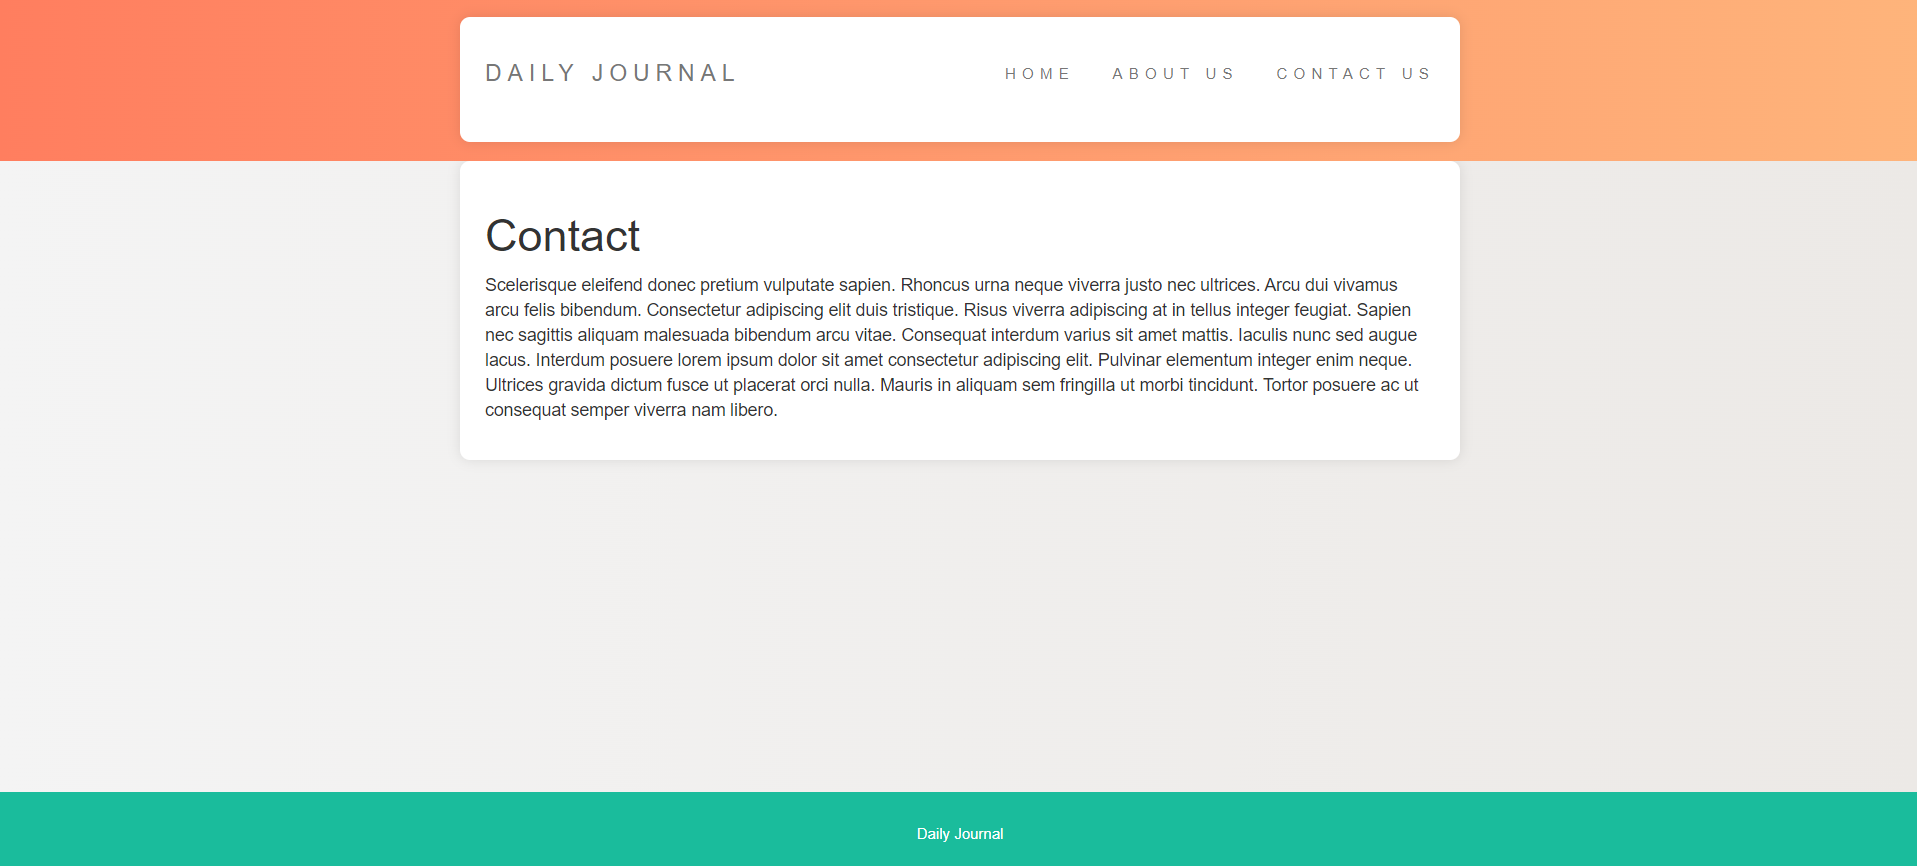 DAILY JOURNAL
HOME ABOUT US CONTACT US
Contact
Scelerisque eleifend donec pretium vulputate sapien. Rhoncus urna neque viverra justo nec ultrices. Arcu dui vivamus
arcu felis bibendum. Consectetur adipiscing elit duis tristique. Risus viverra adipiscing at in tellus integer feugiat. Sapien
nec sagittis aliquam malesuada bibendum arcu vitae. Consequat interdum varius sit amet mattis. Iaculis nunc sed augue
lacus. Interdum posuere lorem ipsum dolor sit amet consectetur adipiscing elit. Pulvinar elementum integer enim neque.
Ultrices gravida dictum fusce ut placerat orci nulla. Mauris in aliquam sem fringilla ut morbi tincidunt. Tortor posuere ac ut
consequat semper viverra nam libero.
Daily Journal